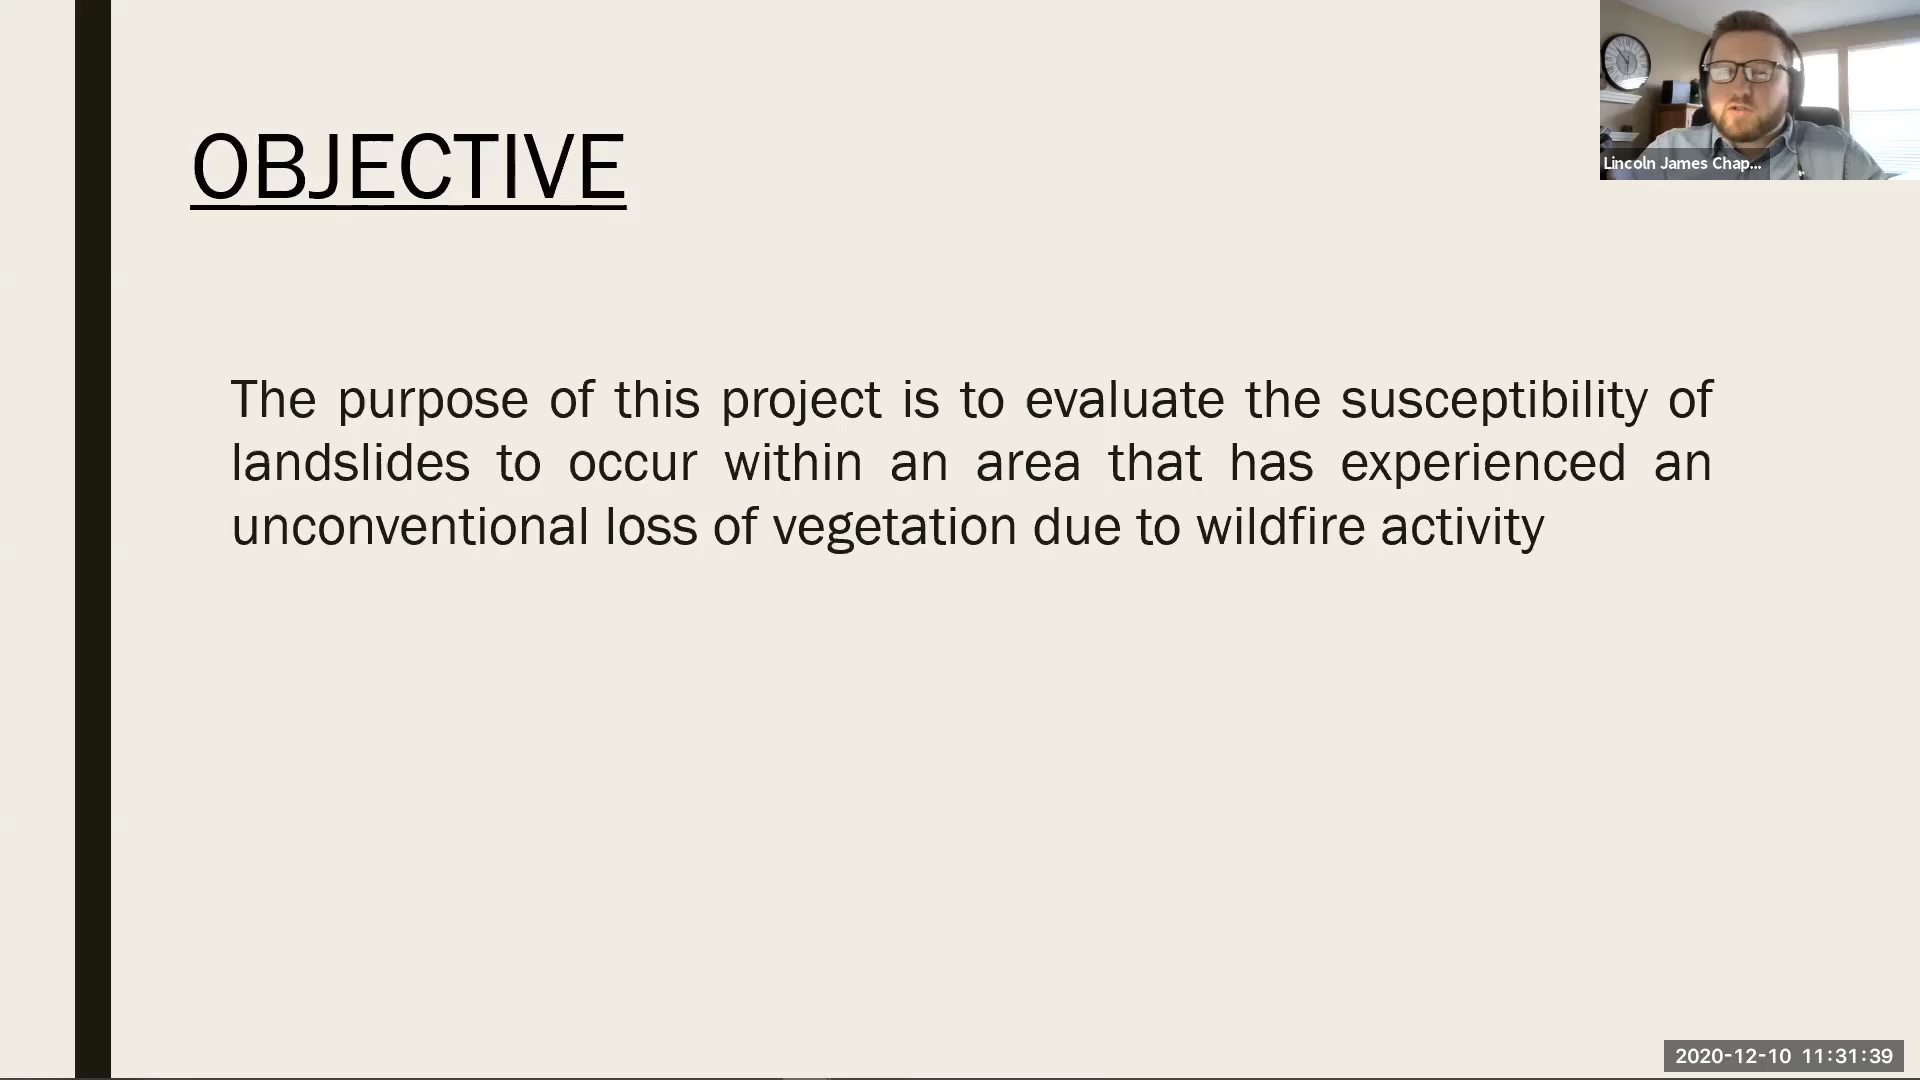 OBJECTIVE
Lincoln James Chap...
The purpose of this project is to evaluate the susceptibility of
landslides to occur within an area that has experienced an
unconventional loss of vegetation due to wildfire activity
2020-12-10 11:31:39